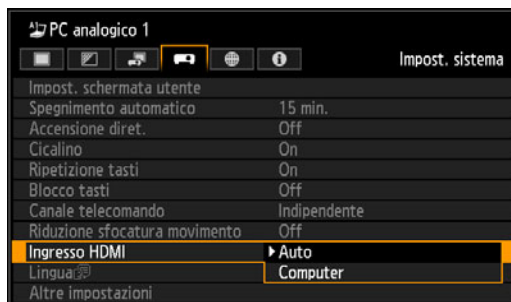 PC analogico 1
Impost. sistema
Impost. schermata utente
Spegnimento automatico 15 min.
Accensione diret. Off
Cicalino On
Ripetizione tasti On
Blocco tasti Off
Canale telecomando Indipendente
Riduzione sfocatura movimento Off
Ingresso HDMI Auto
Lingua Computer
Altre impostazioni